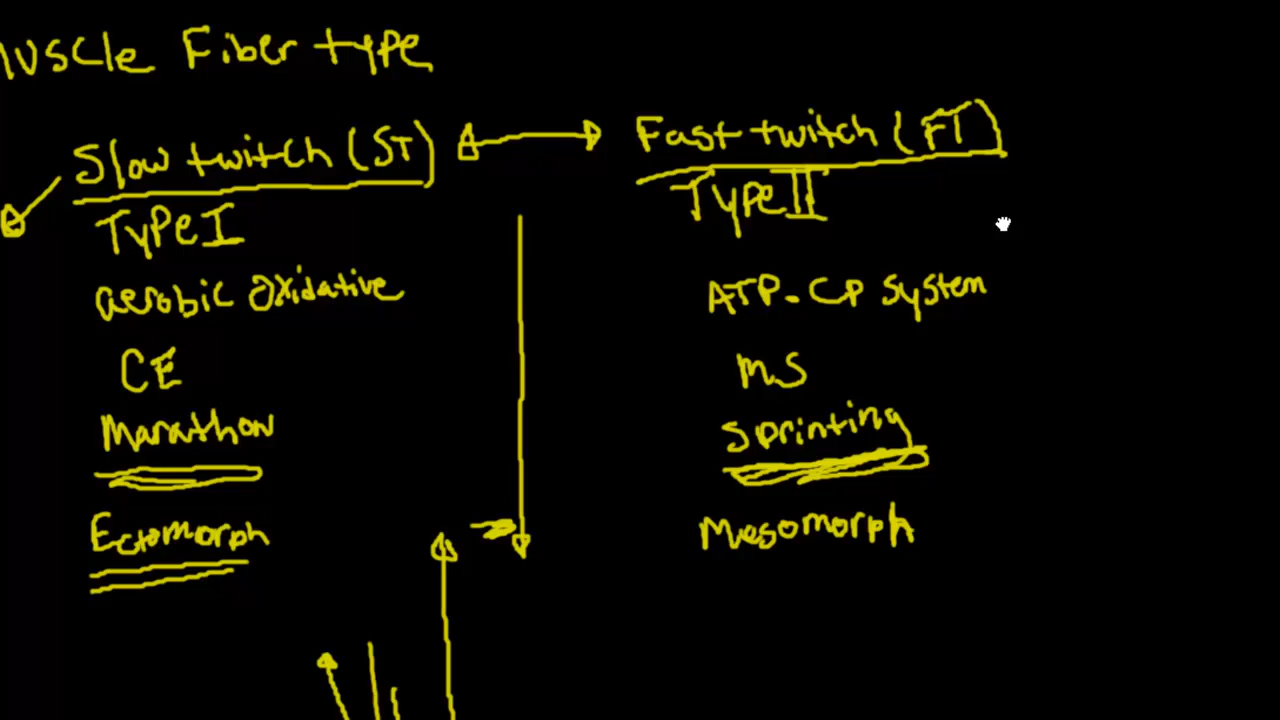 Muscle Fiber type
Slow twitch (ST)
Type I
aerobic oxidative
CE
Marathon
Ectomorph
Fast twitch (FT)
Type II
ATP-CP System
MS
Sprinting
Mesomorph